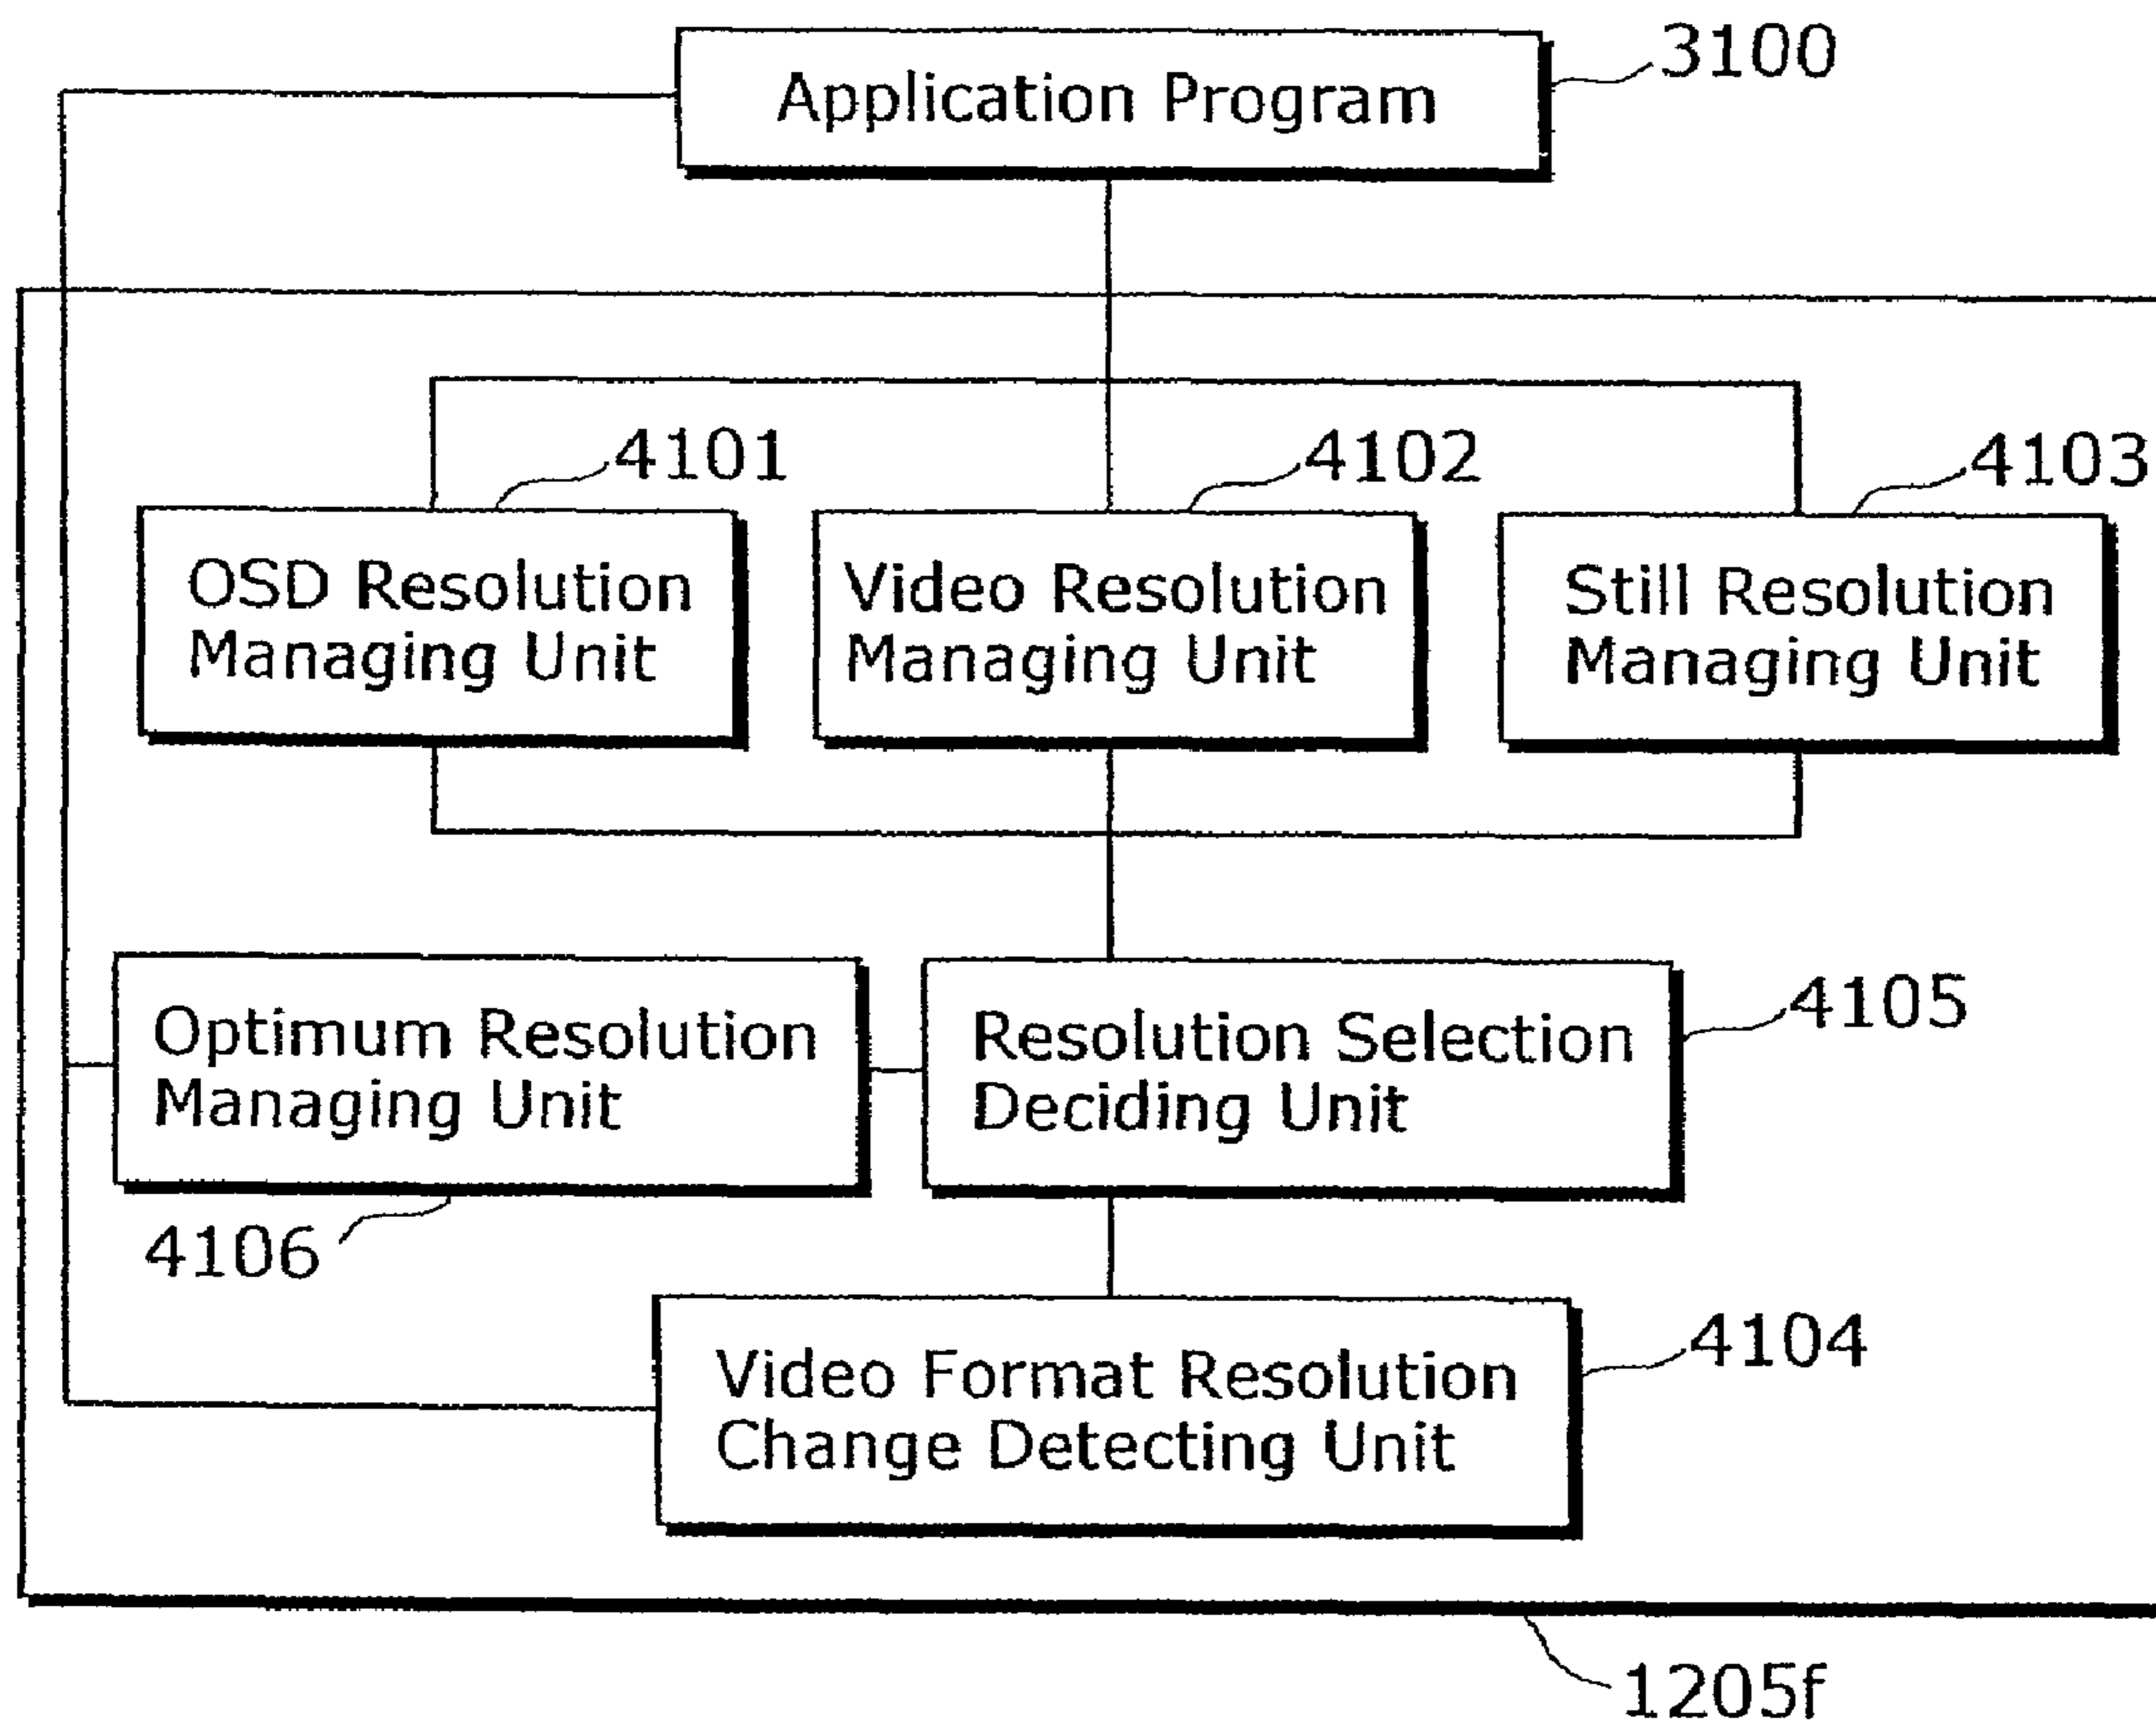 3100
Application Program
4101
4102
4103
OSD Resolution
Managing Unit
Video Resolution
Managing Unit
Still Resolution
Managing Unit
4105
Optimum Resolution
Managing Unit
Resolution Selection
Deciding Unit
4106
4104
Video Format Resolution
Change Detecting Unit
1205f